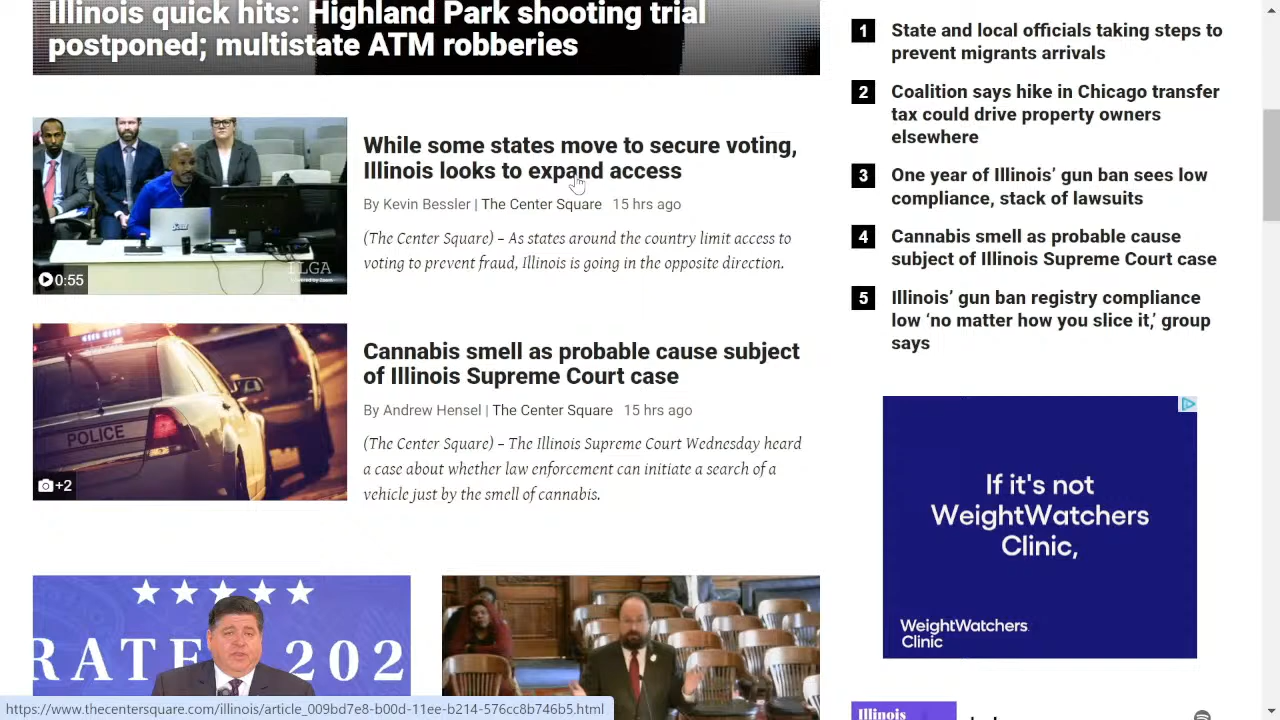 Illinois quick hits: Highland Park shooting trial
postponed; multistate ATM robberies
While some states move to secure voting,
Illinois looks to expand access
By Kevin Bessler | The Center Square 15 hrs ago
(The Center Square) – As states around the country limit access to
voting to prevent fraud, Illinois is going in the opposite direction.
0:55
ILGA
Cannabis smell as probable cause subject
of Illinois Supreme Court case
By Andrew Hensel | The Center Square 15 hrs ago
(The Center Square) – The Illinois Supreme Court Wednesday heard
a case about whether law enforcement can initiate a search of a
vehicle just by the smell of cannabis.
POLICE
+2
RATE 202
https://www.thecentersquare.com/illinois/article_009bd7e8-b00d-11ee-b214-576cc8b746b5.html
1 State and local officials taking steps to
prevent migrants arrivals
2 Coalition says hike in Chicago transfer
tax could drive property owners
elsewhere
3 One year of Illinois’ gun ban sees low
compliance, stack of lawsuits
4 Cannabis smell as probable cause
subject of Illinois Supreme Court case
5 Illinois’ gun ban registry compliance
low ‘no matter how you slice it,’ group
says
If it's not
WeightWatchers
Clinic,
WeightWatchers
Clinic
Illinois